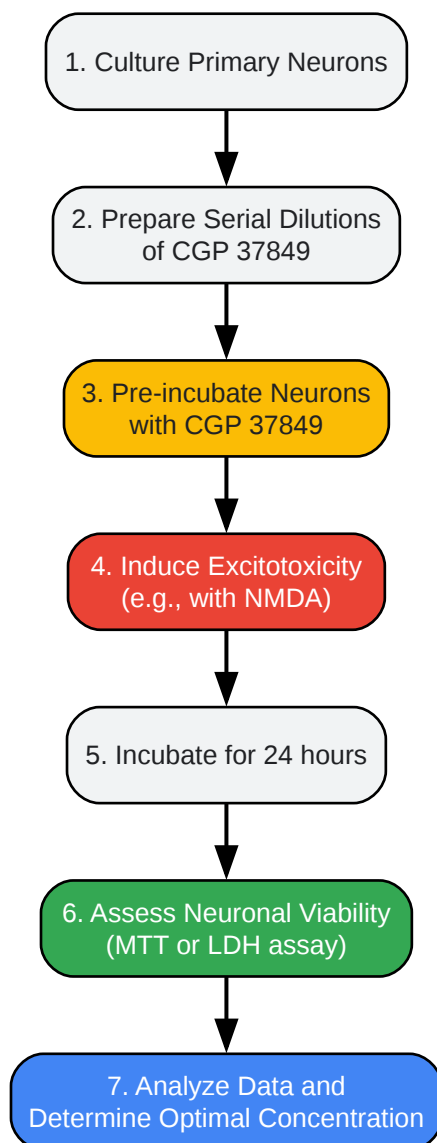 1. Culture Primary Neurons
2. Prepare Serial Dilutions
of CGP 37849
3. Pre-incubate Neurons
with CGP 37849
4. Induce Excitotoxicity
(e.g., with NMDA)
5. Incubate for 24 hours
6. Assess Neuronal Viability
(MTT or LDH assay)
7. Analyze Data and
Determine Optimal Concentration